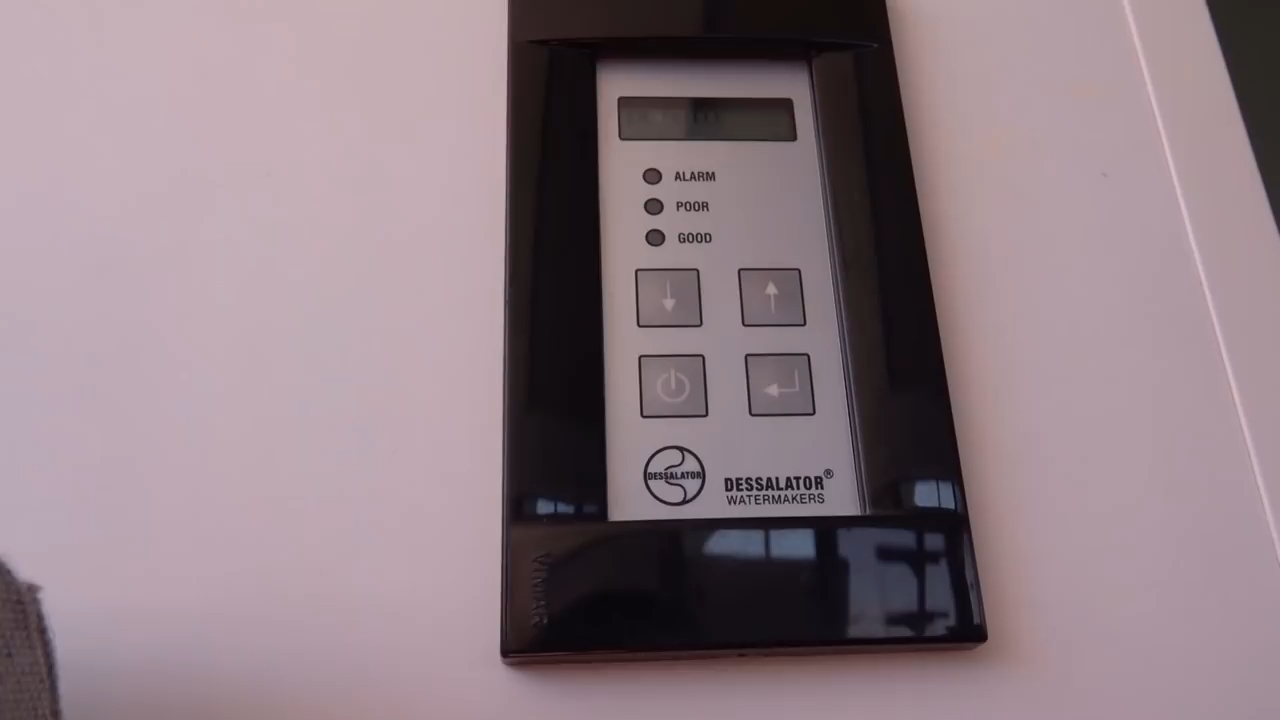 ALARM
POOR
GOOD
DESSALATOR
DESSALATOR®
WATERMAKERS
VIMAR